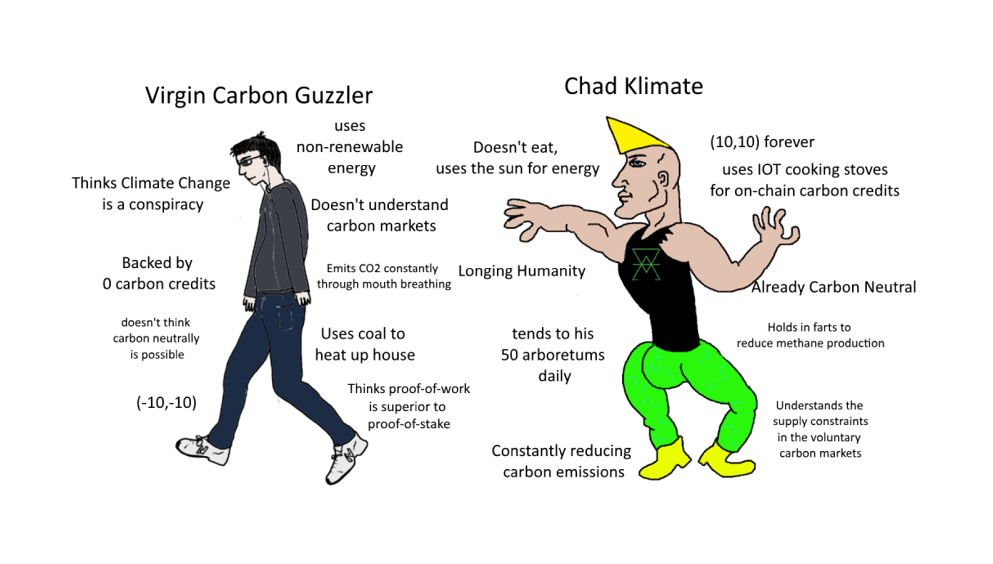 Virgin Carbon Guzzler
uses
non-renewable
energy
Thinks Climate Change
is a conspiracy
Doesn't understand
carbon markets
Backed by
0 carbon credits
Emits CO2 constantly
through mouth breathing
doesn't think
carbon neutrally
is possible
Uses coal to
heat up house
(-10,-10)
Thinks proof-of-work
is superior to
proof-of-stake
Chad Klimate
Doesn't eat,
uses the sun for energy
(10,10) forever
uses IOT cooking stoves
for on-chain carbon credits
Longing Humanity
Already Carbon Neutral
tends to his
50 arboretums
daily
Holds in farts to
reduce methane production
Constantly reducing
carbon emissions
Understands the
supply constraints
in the voluntary
carbon markets